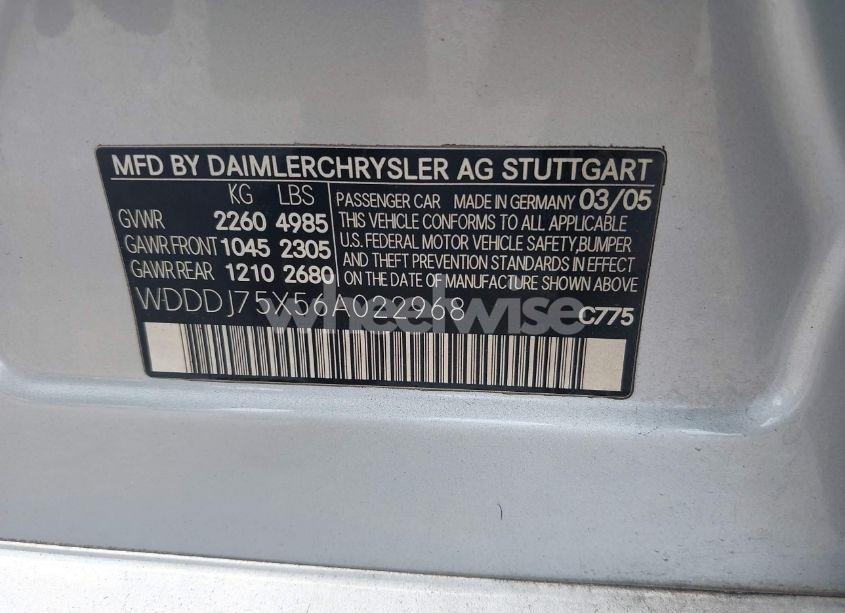 MFD BY DAIMLERCHRYSLER AG STUTTGART
KG LBS
GVWR 2260 4985
GAWR FRONT 1045 2305
GAWR REAR 1210 2680
PASSENGER CAR MADE IN GERMANY 03/05
THIS VEHICLE CONFORMS TO ALL APPLICABLE
U.S. FEDERAL MOTOR VEHICLE SAFETY,BUMPER
AND THEFT PREVENTION STANDARDS IN EFFECT
ON THE DATE OF MANUFACTURE SHOWN ABOVE
WDDDJ75X56A022968
C775
wheelwise